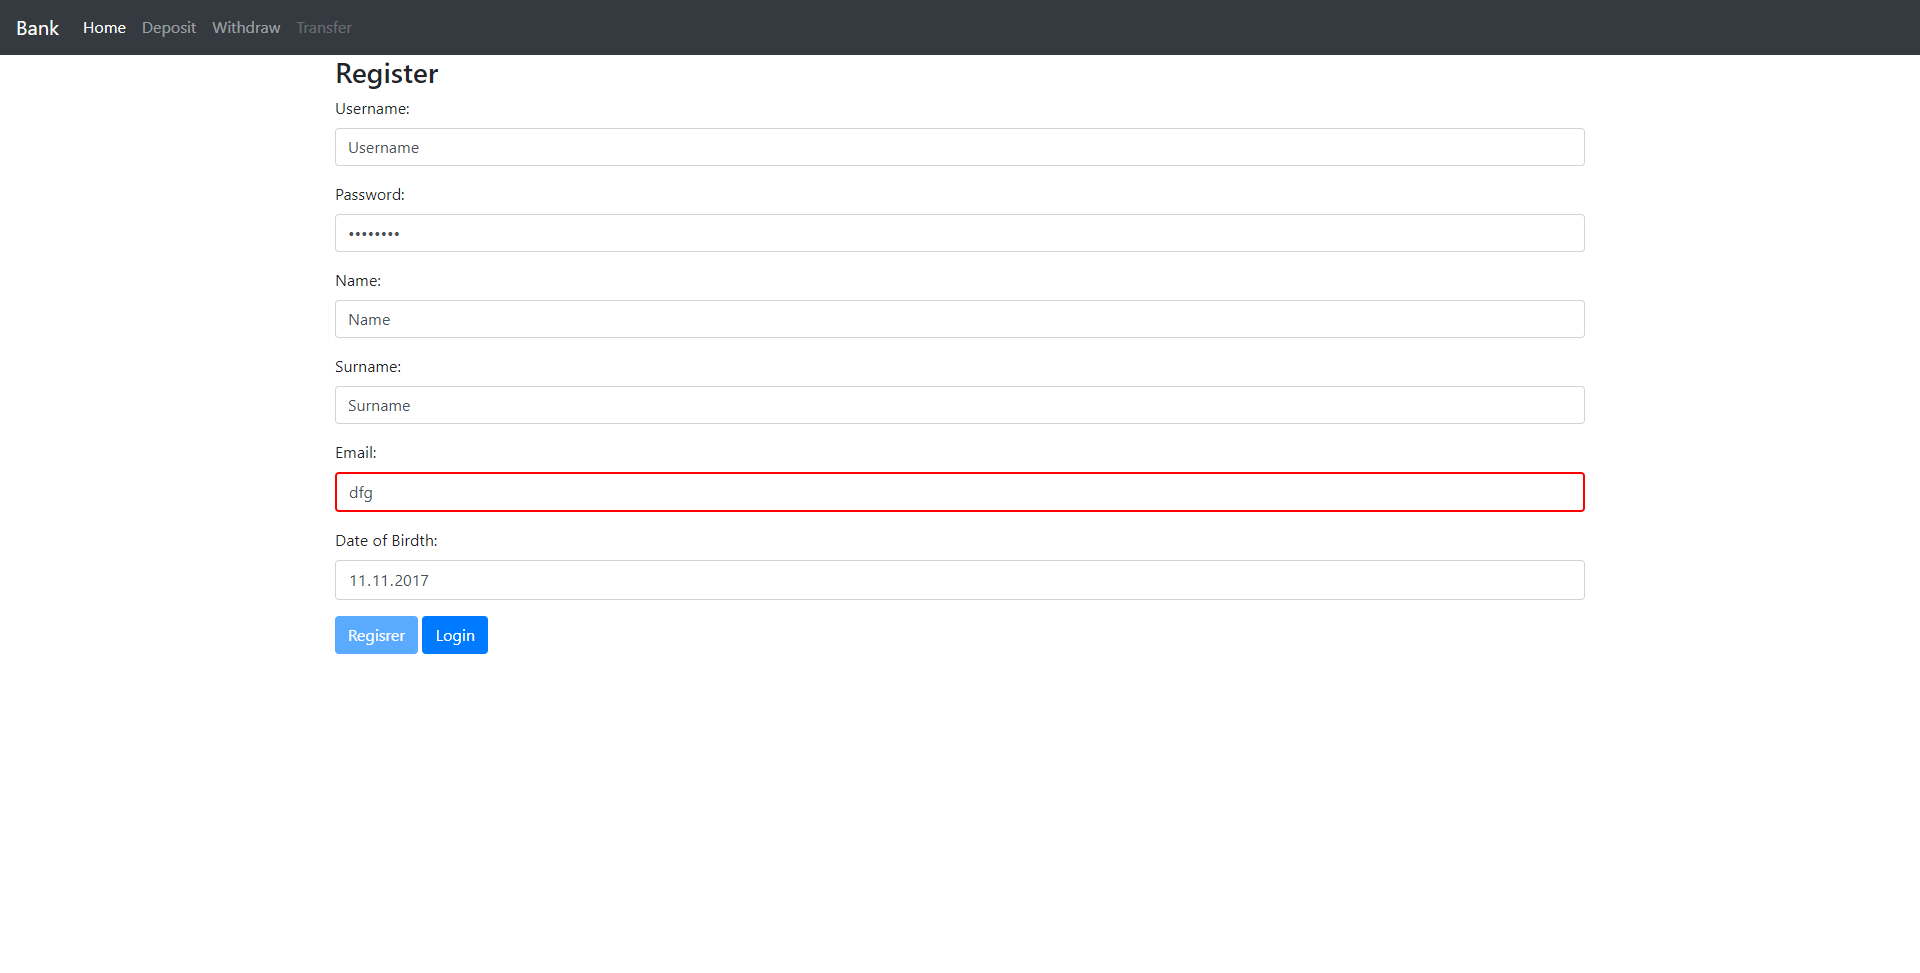 Bank Home Deposit Withdraw Transfer
Register
Username:
Username
Password:
••••••••
Name:
Name
Surname:
Surname
Email:
dfg
Date of Birdth:
11.11.2017
Regisrer Login